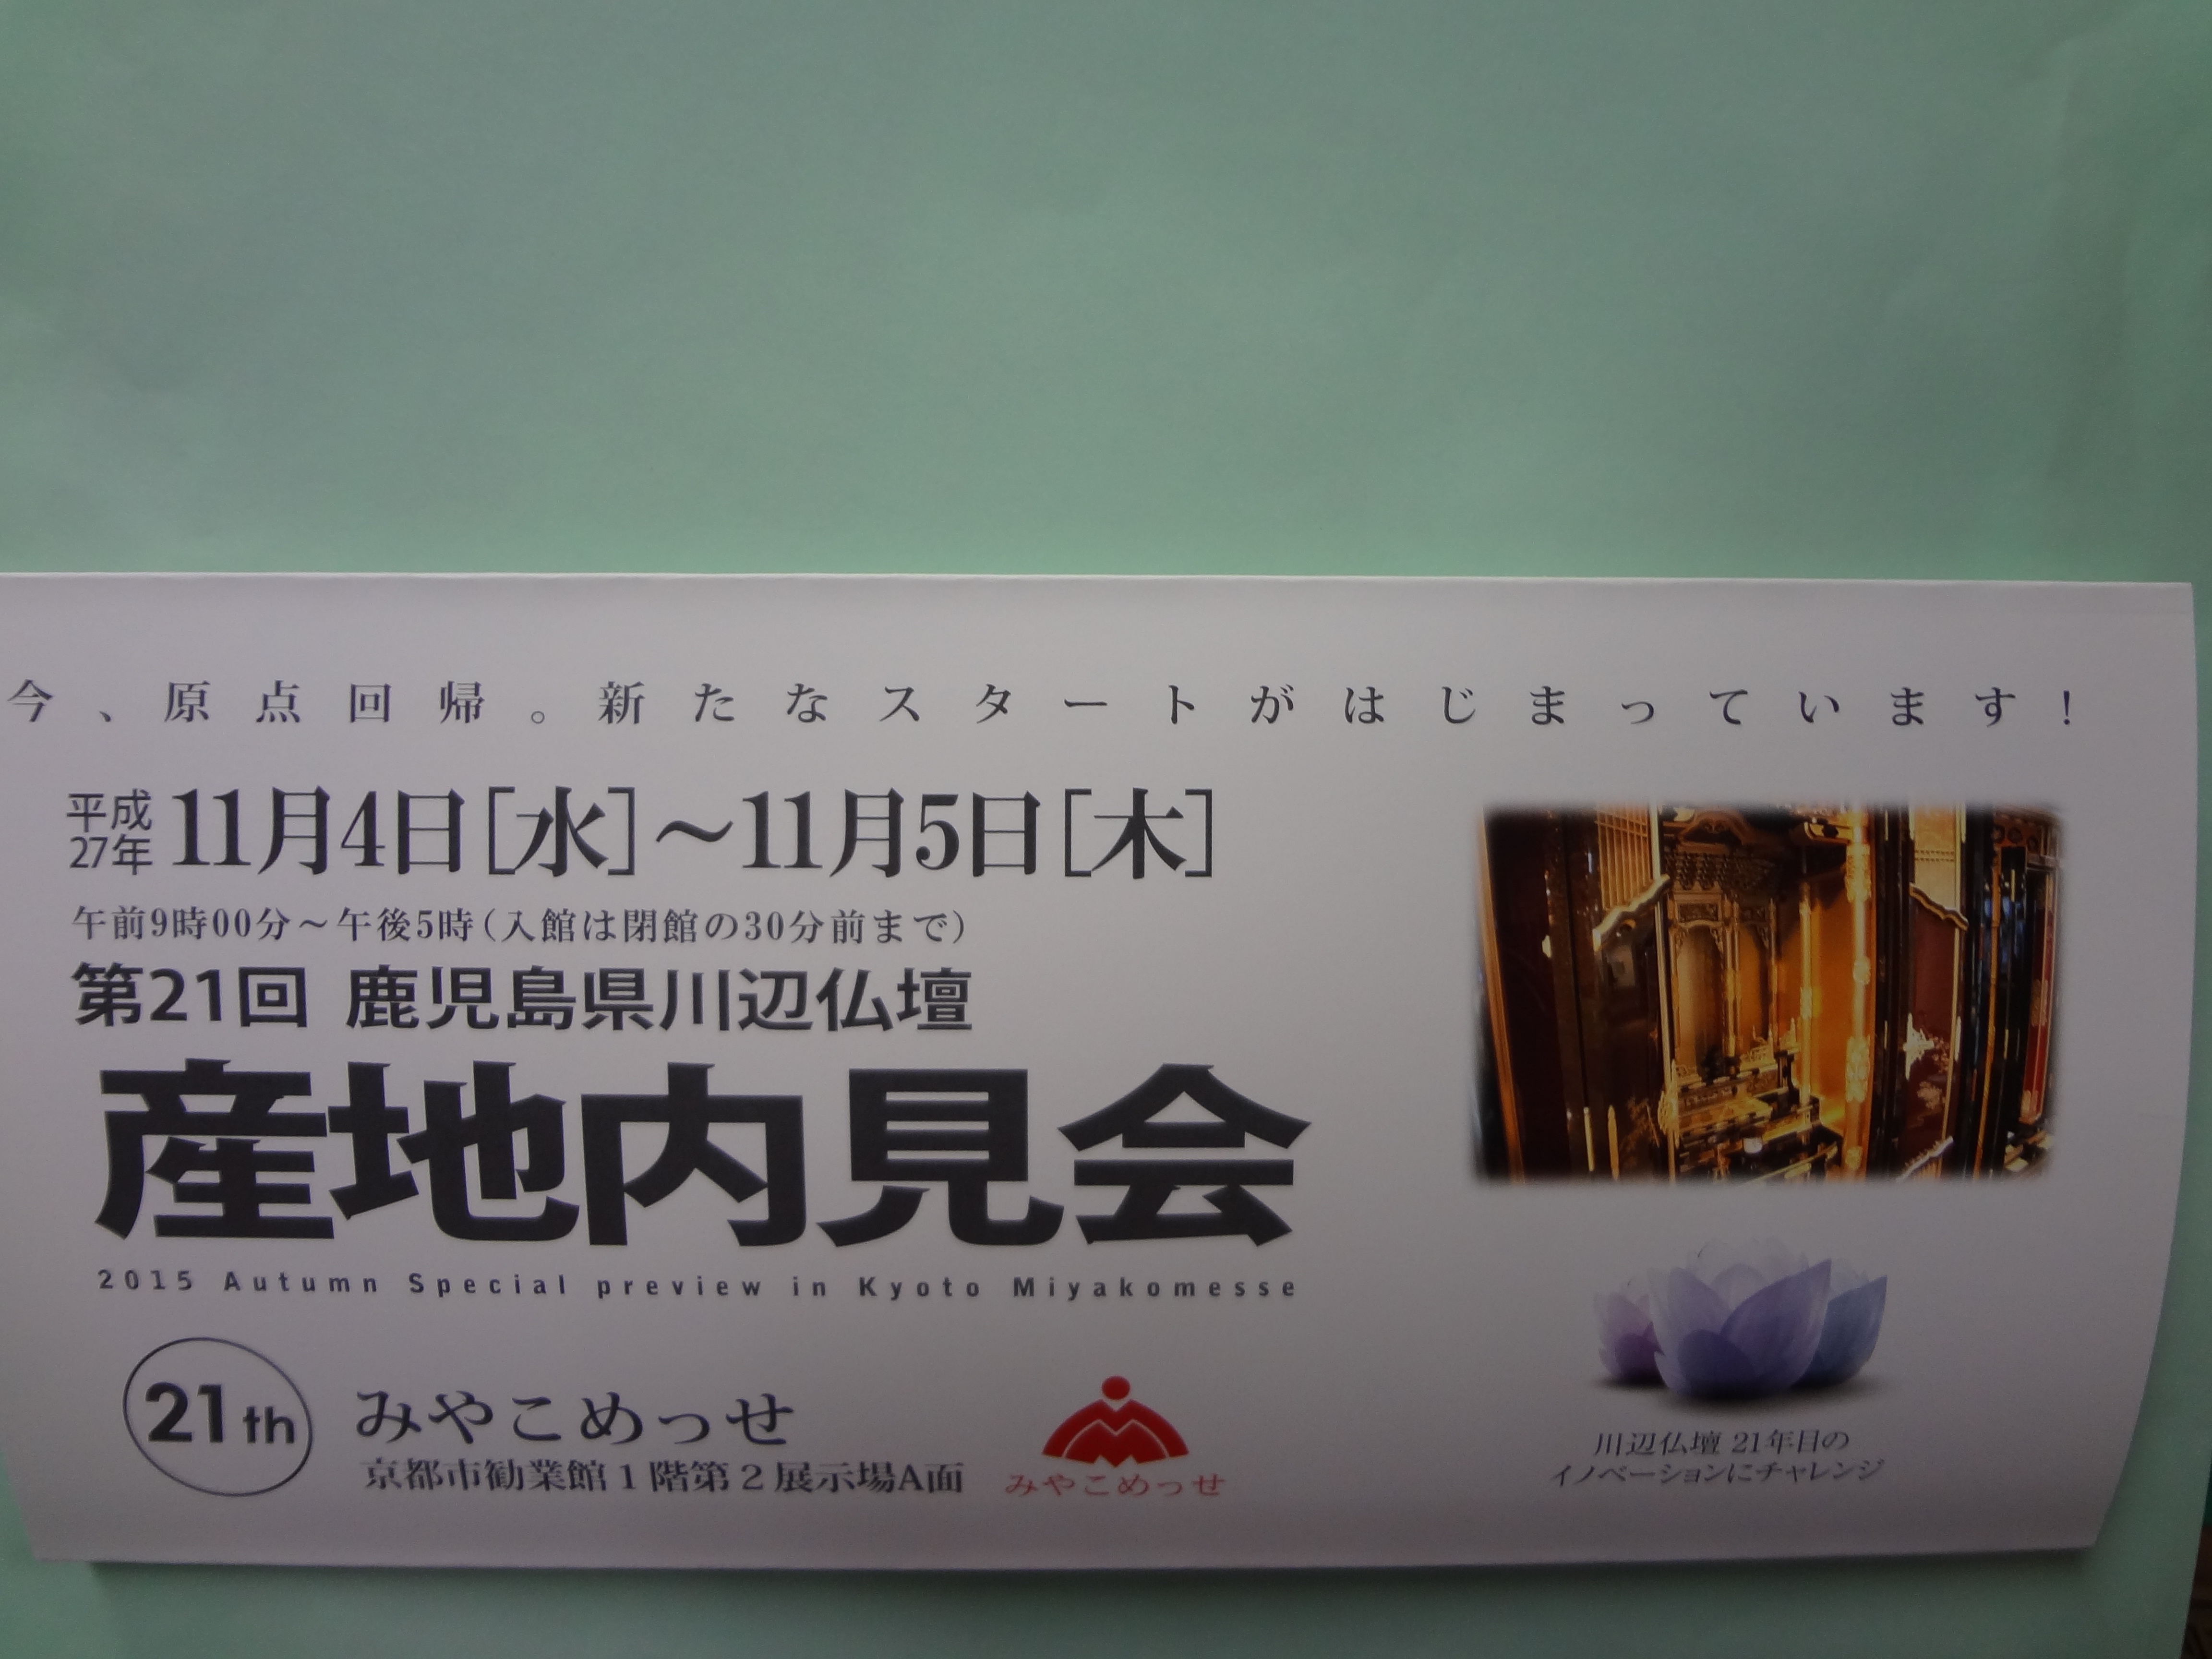 今、原点回帰。新たなスタートがはじまっています!
平成27年 11月4日[水]～11月5日[木]
午前9時00分～午後5時(入館は閉館の30分前まで)
第21回 鹿児島県川辺仏壇
産地内見会
2015 Autumn Special preview in Kyoto Miyakomesse
21th
みやこめっせ
京都市勧業館1階第2展示場A面
みやこめっせ
川辺仏壇 21年目の
イノベーションにチャレンジ